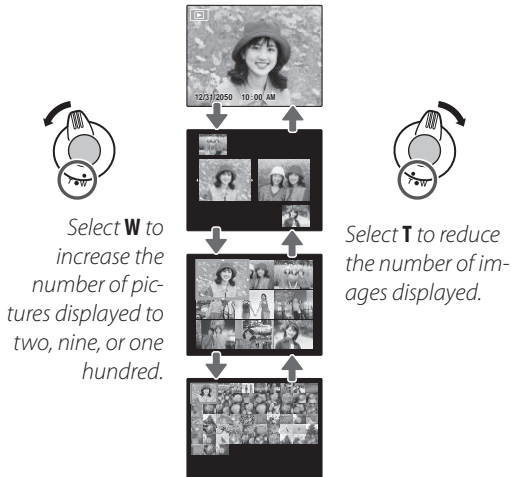 12/31/2050 10:00 AM
Select W to
increase the
number of pic-
tures displayed to
two, nine, or one
hundred.
Select T to reduce
the number of im-
ages displayed.
T W
T W